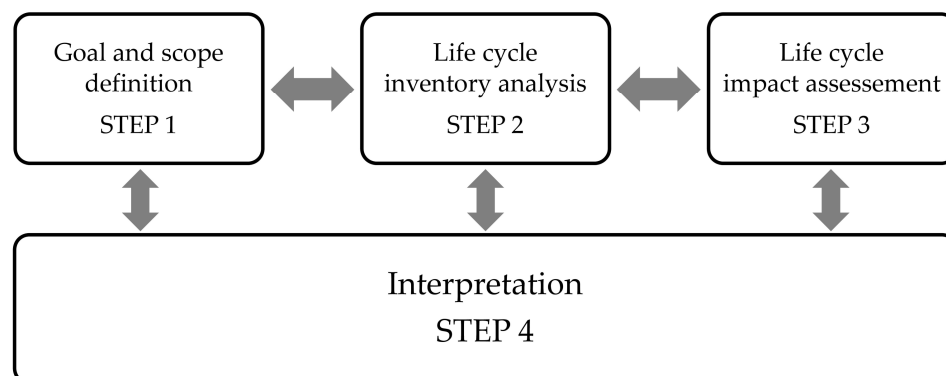 Goal and scope
definition
STEP 1
Life cycle
inventory analysis
STEP 2
Life cycle
impact assessment
STEP 3
Interpretation
STEP 4